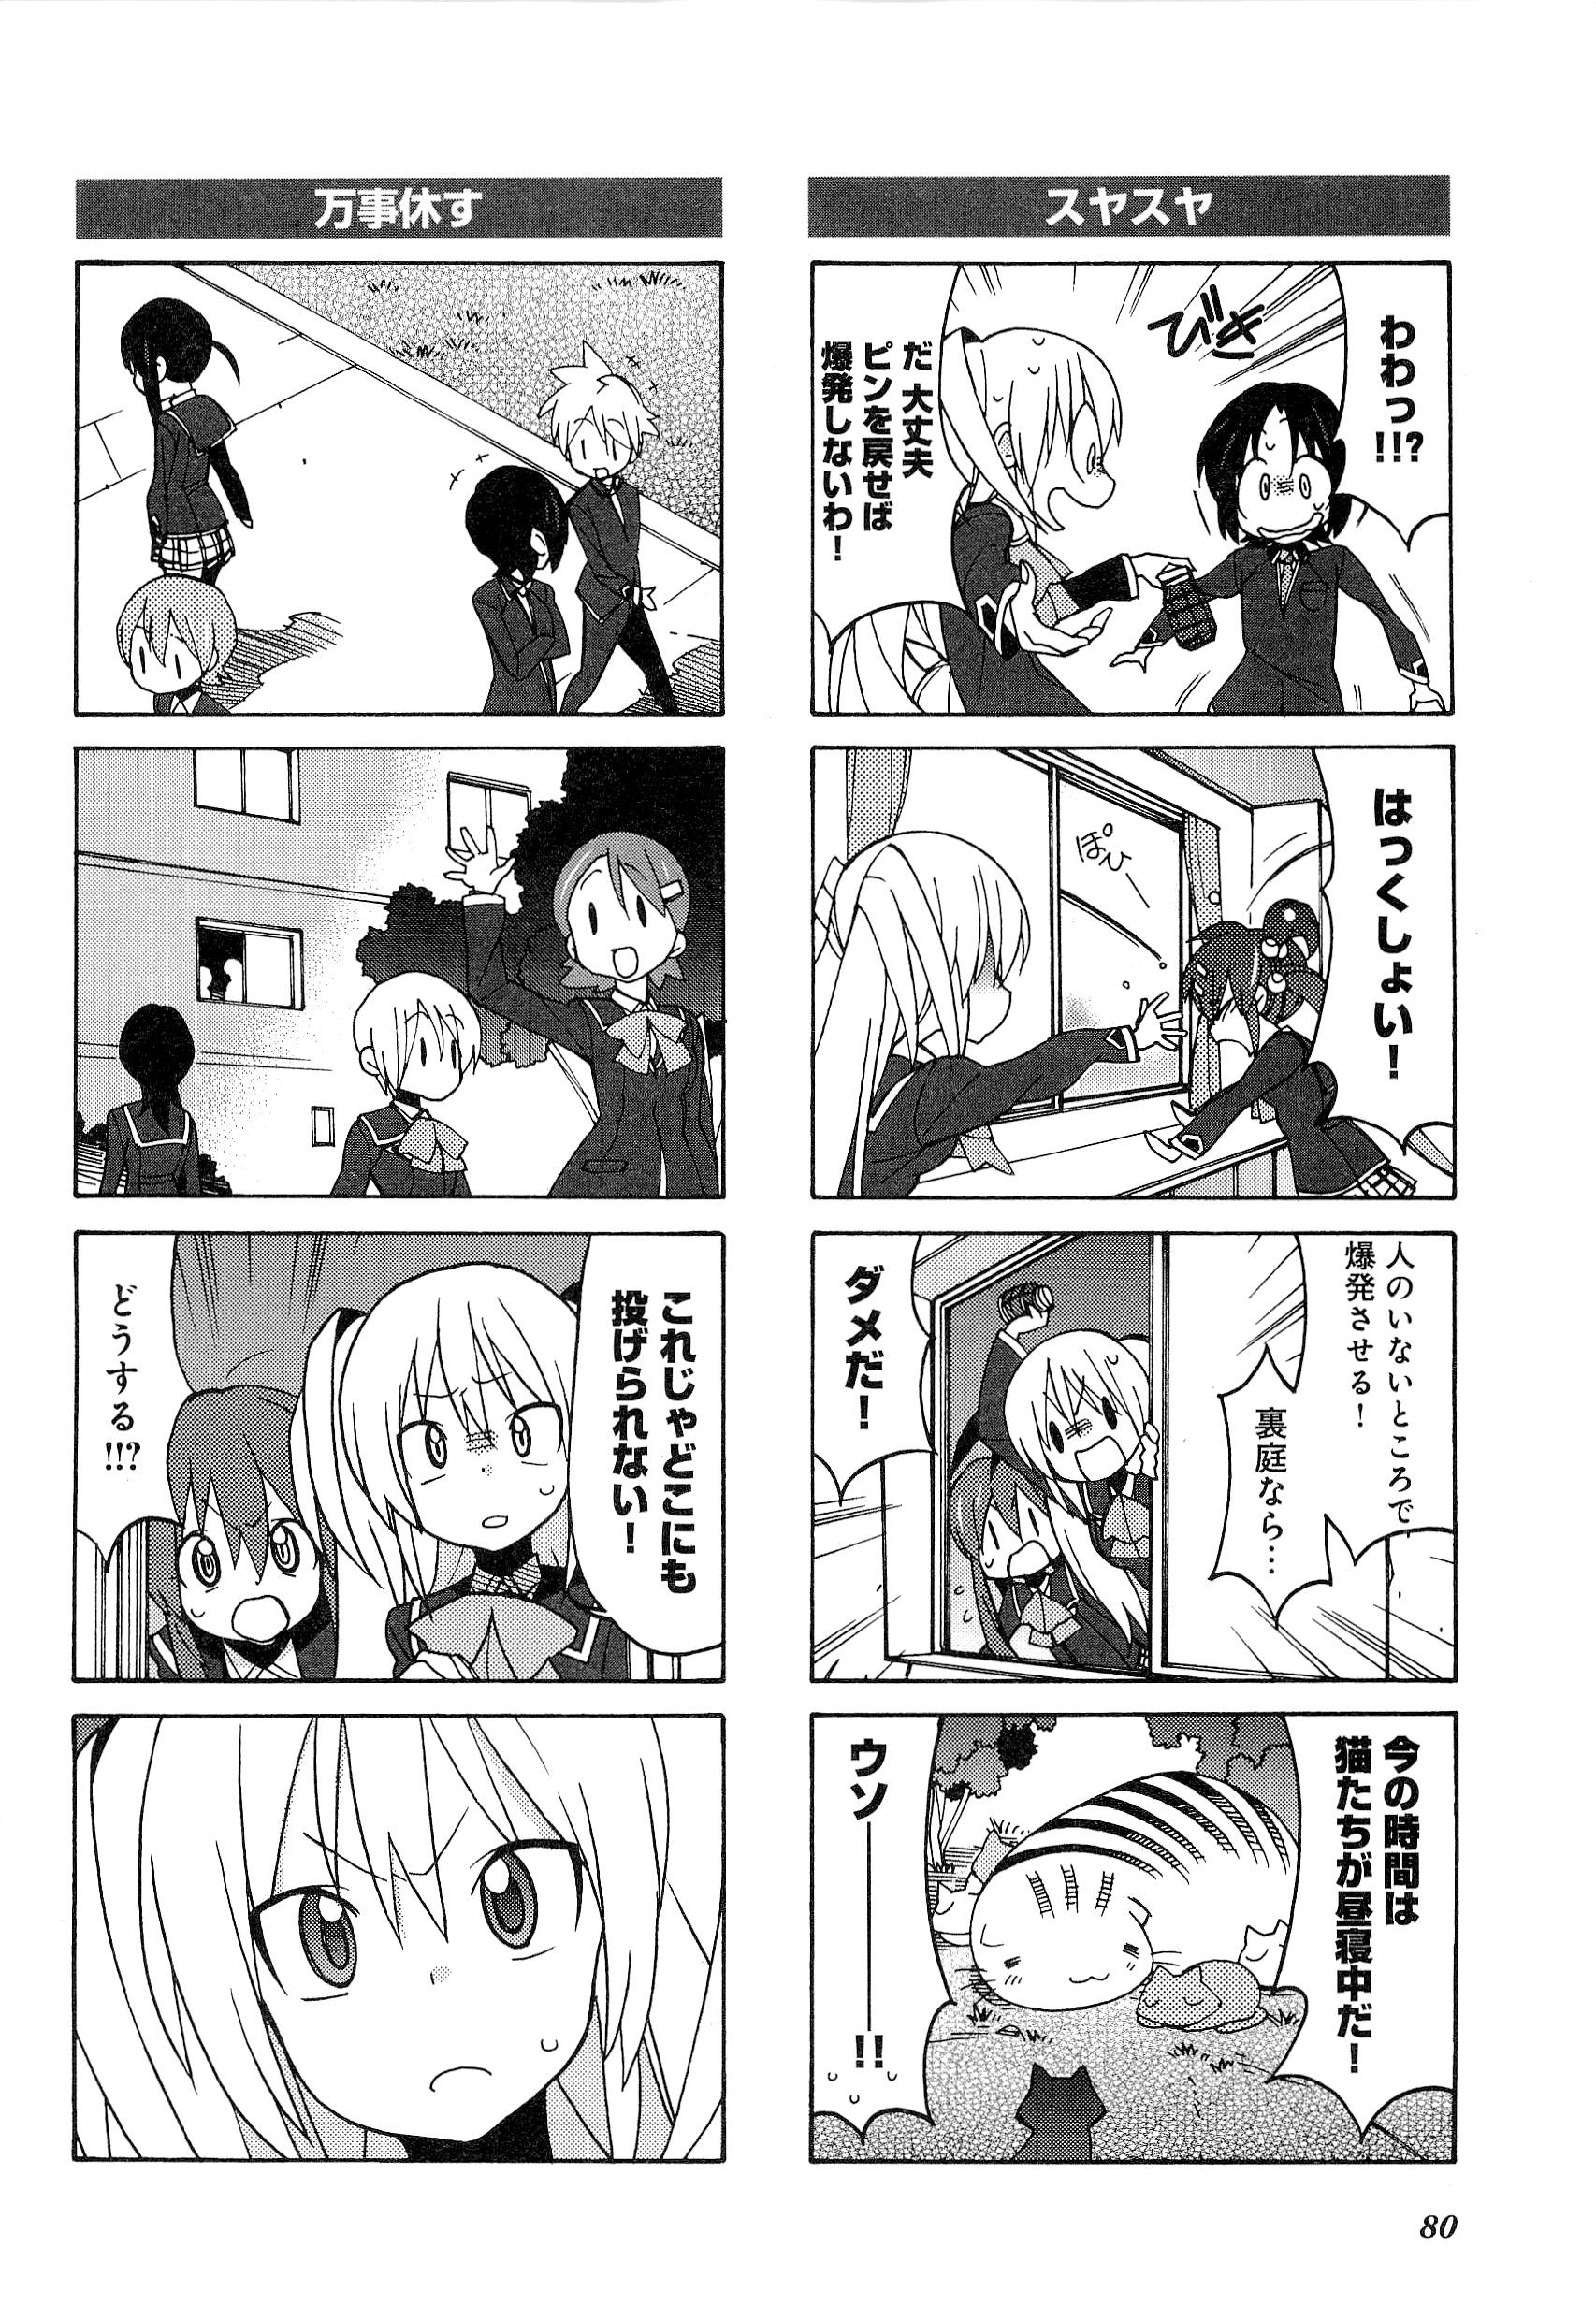 スヤスヤ
わわっ!!?
びき
だ 大丈夫
ピンを戻せば
爆発しないわ!
はっくしょい!
ぽひー
人のいないところで
爆発させる!
裏庭なら…
ダメだ!
今の時間は
猫たちが昼寝中だ!
ウソ――!!
万事休す
これじゃどこにも
投げられない!
どうする!!?
80